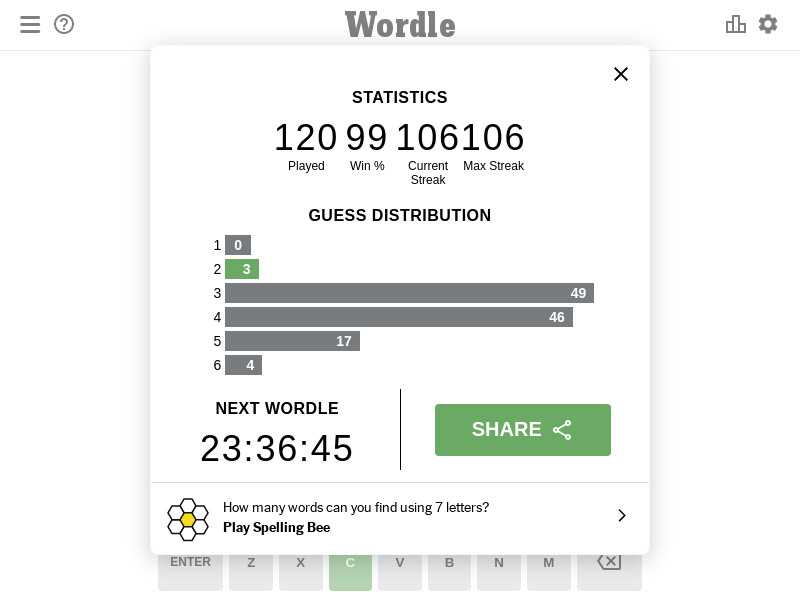 Wordle
STATISTICS
120 99 106 106
Played Win % Current Streak Max Streak
GUESS DISTRIBUTION
1 0
2 3
3 49
4 46
5 17
6 4
NEXT WORDLE
23:36:45
SHARE
How many words can you find using 7 letters?
Play Spelling Bee
ENTER Z X C V B N M